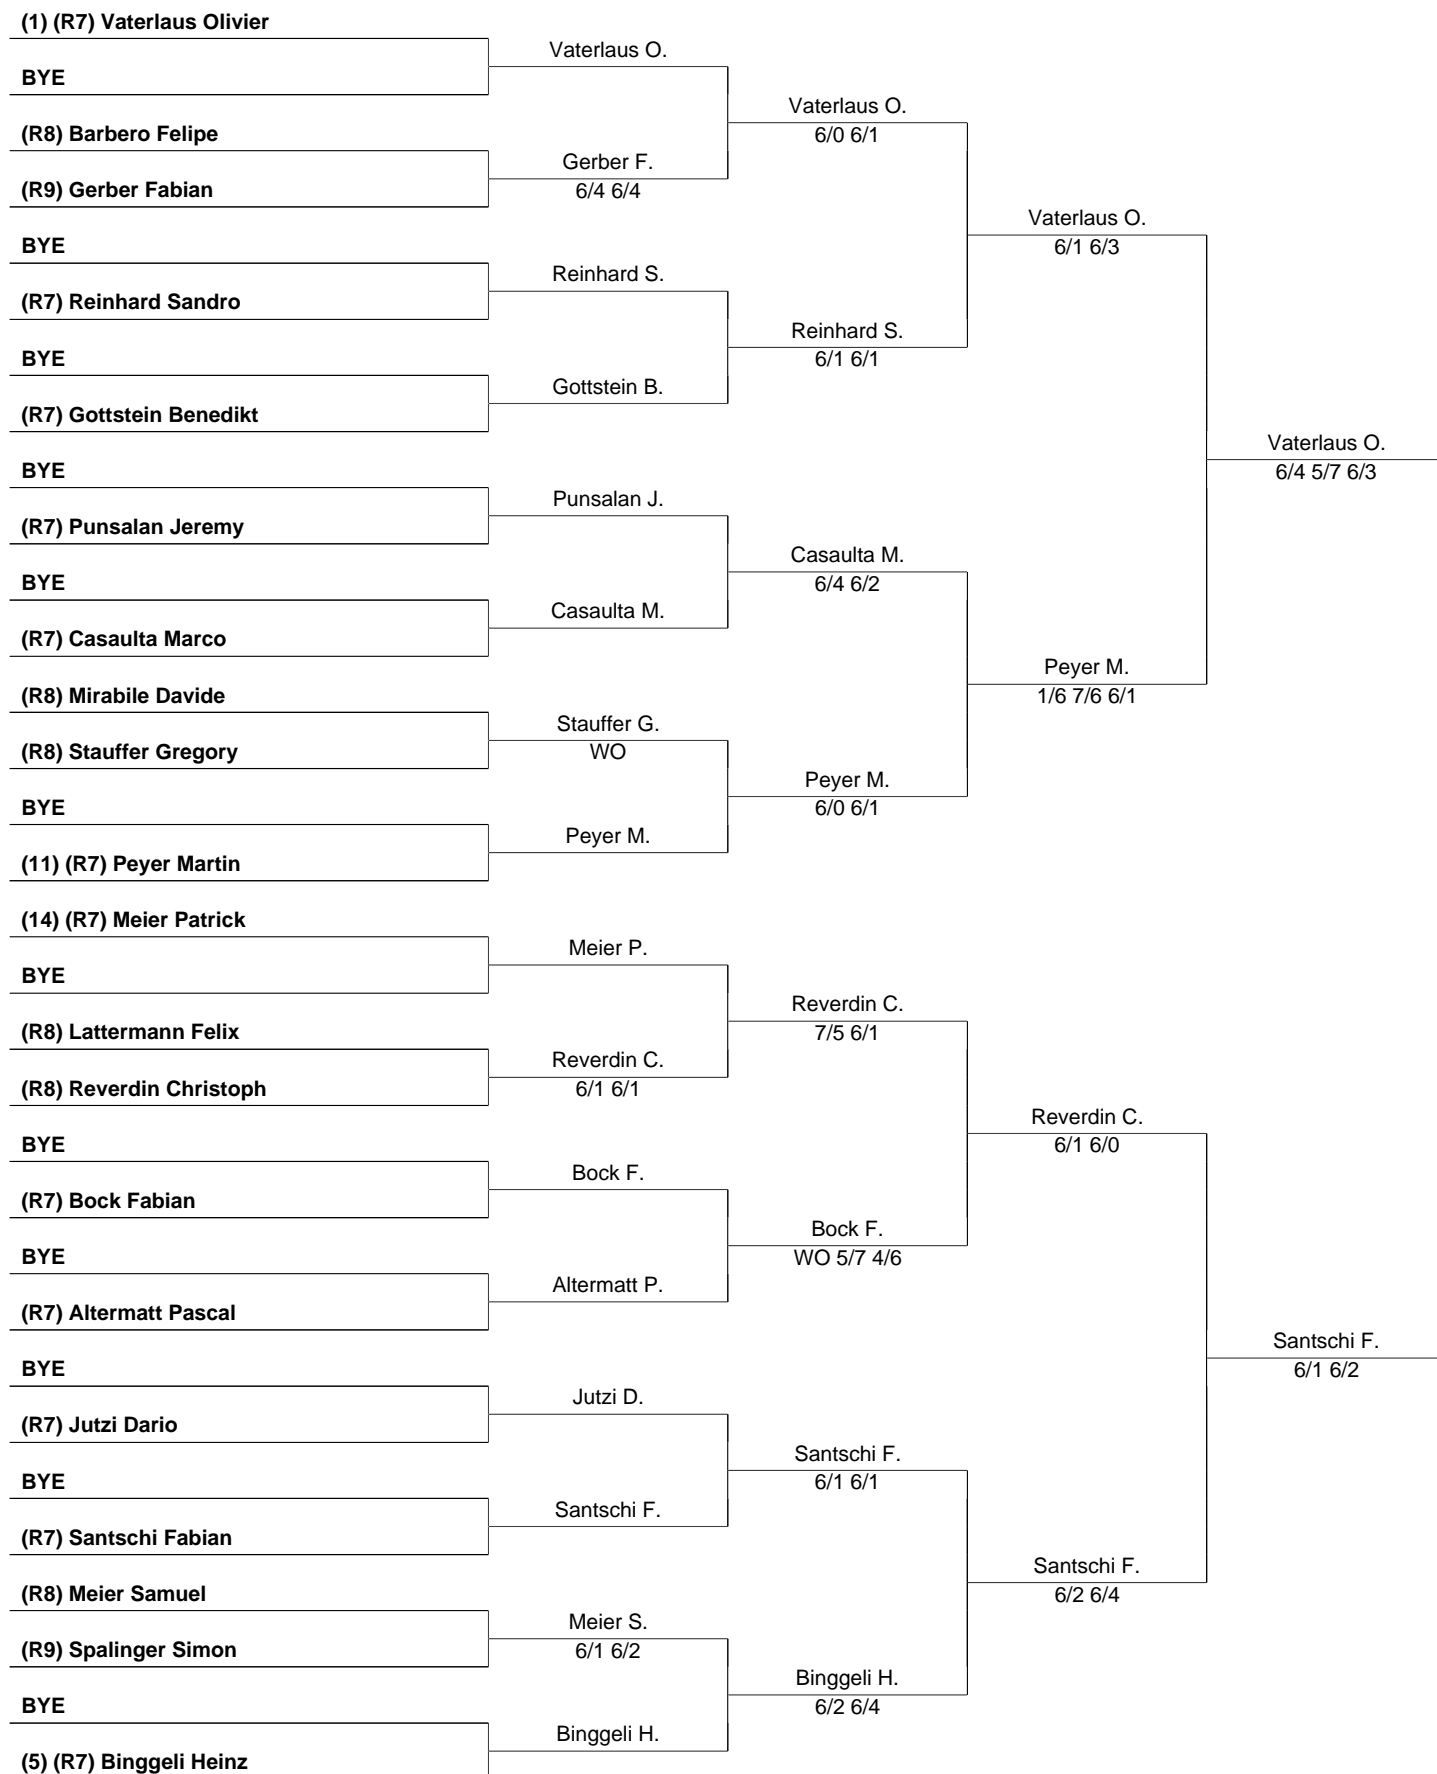 (1) (R7) Vaterlaus Olivier
Vaterlaus O.
BYE
Vaterlaus O.
6/0 6/1
(R8) Barbero Felipe
Gerber F.
6/4 6/4
(R9) Gerber Fabian
Vaterlaus O.
6/1 6/3
BYE
Reinhard S.
(R7) Reinhard Sandro
Reinhard S.
6/1 6/1
BYE
Gottstein B.
(R7) Gottstein Benedikt
Vaterlaus O.
6/4 5/7 6/3
BYE
Punsalan J.
(R7) Punsalan Jeremy
Casaulta M.
6/4 6/2
BYE
Casaulta M.
(R7) Casaulta Marco
Peyer M.
1/6 7/6 6/1
(R8) Mirabile Davide
Stauffer G.
WO
(R8) Stauffer Gregory
Peyer M.
6/0 6/1
BYE
Peyer M.
(11) (R7) Peyer Martin
(14) (R7) Meier Patrick
Meier P.
BYE
Reverdin C.
7/5 6/1
(R8) Lattermann Felix
Reverdin C.
6/1 6/1
(R8) Reverdin Christoph
Reverdin C.
6/1 6/0
BYE
Bock F.
(R7) Bock Fabian
Bock F.
WO 5/7 4/6
BYE
Altermatt P.
(R7) Altermatt Pascal
Santschi F.
6/1 6/2
BYE
Jutzi D.
(R7) Jutzi Dario
Santschi F.
6/1 6/1
BYE
Santschi F.
(R7) Santschi Fabian
Santschi F.
6/2 6/4
(R8) Meier Samuel
Meier S.
6/1 6/2
(R9) Spalinger Simon
Binggeli H.
6/2 6/4
BYE
Binggeli H.
(5) (R7) Binggeli Heinz